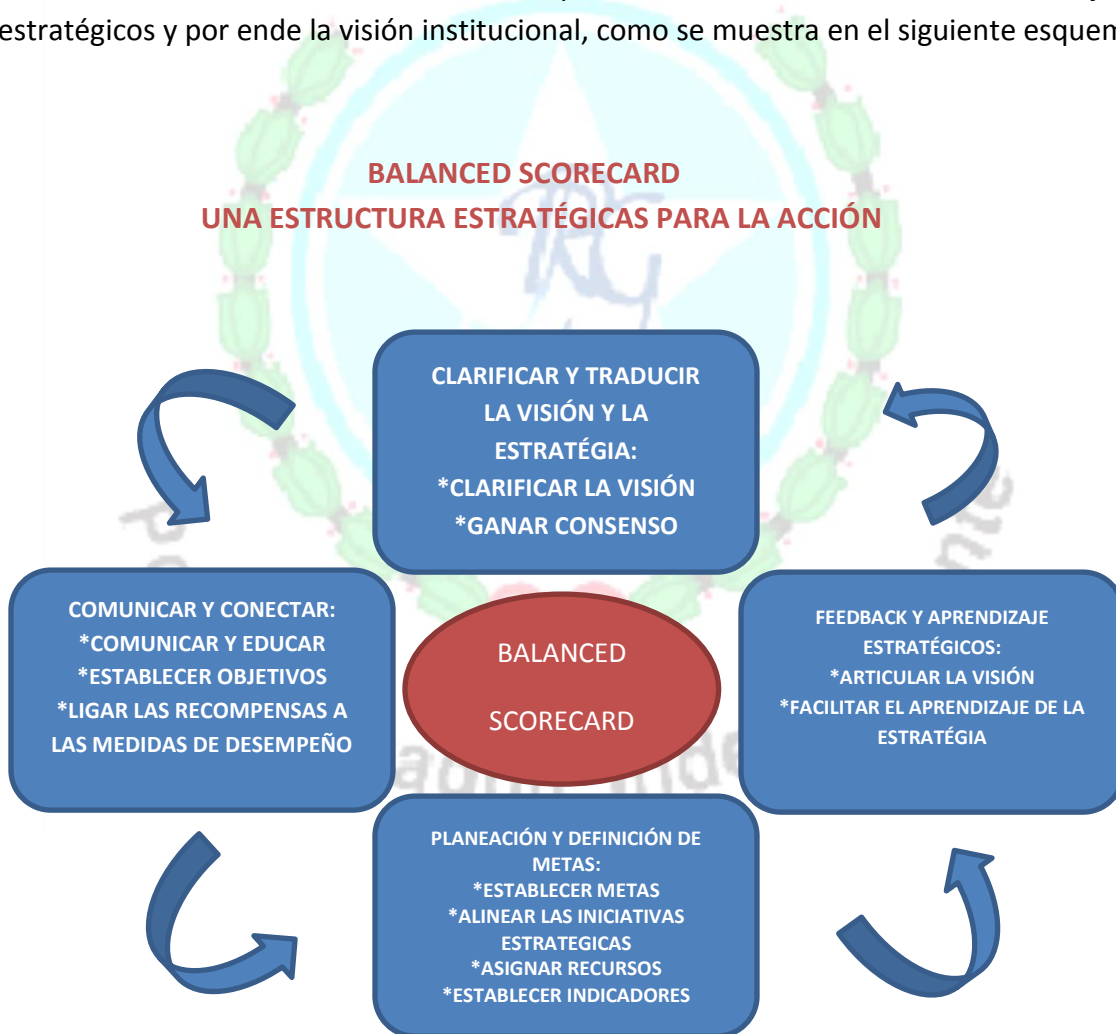 estratégicos y por ende la visión institucional, como se muestra en el siguiente esquem
BALANCED SCORECARD
UNA ESTRUCTURA ESTRATÉGICAS PARA LA ACCIÓN
CLARIFICAR Y TRADUCIR
LA VISIÓN Y LA
ESTRATÉGIA:
*CLARIFICAR LA VISIÓN
*GANAR CONSENSO
COMUNICAR Y CONECTAR:
*COMUNICAR Y EDUCAR
*ESTABLECER OBJETIVOS
*LIGAR LAS RECOMPENSAS A
LAS MEDIDAS DE DESEMPEÑO
BALANCED
SCORECARD
FEEDBACK Y APRENDIZAJE
ESTRATÉGICOS:
*ARTICULAR LA VISIÓN
*FACILITAR EL APRENDIZAJE DE LA
ESTRATÉGIA
PLANEACIÓN Y DEFINICIÓN DE
METAS:
*ESTABLECER METAS
*ALINEAR LAS INICIATIVAS
ESTRATEGICAS
*ASIGNAR RECURSOS
*ESTABLECER INDICADORES